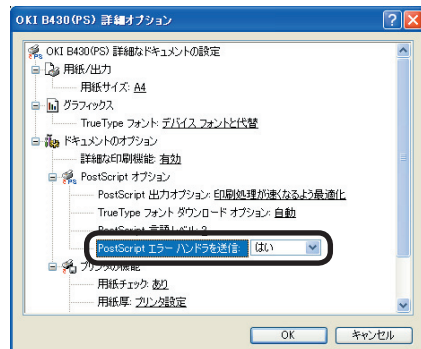 OKI B430(PS) 詳細オプション
OKI B430(PS) 詳細なドキュメントの設定
用紙/出力
用紙サイズ: A4
グラフィックス
TrueType フォント: デバイス フォントと代替
ドキュメントのオプション
詳細な印刷機能: 有効
PostScript オプション
PostScript 出力オプション: 印刷処理が速くなるよう最適化
TrueType フォント ダウンロード オプション: 自動
PostScript 言語レベル: 3
PostScript エラー ハンドラを送信: はい
プリンタの機能
用紙チェック: あり
用紙厚: プリンタ設定
OK キャンセル